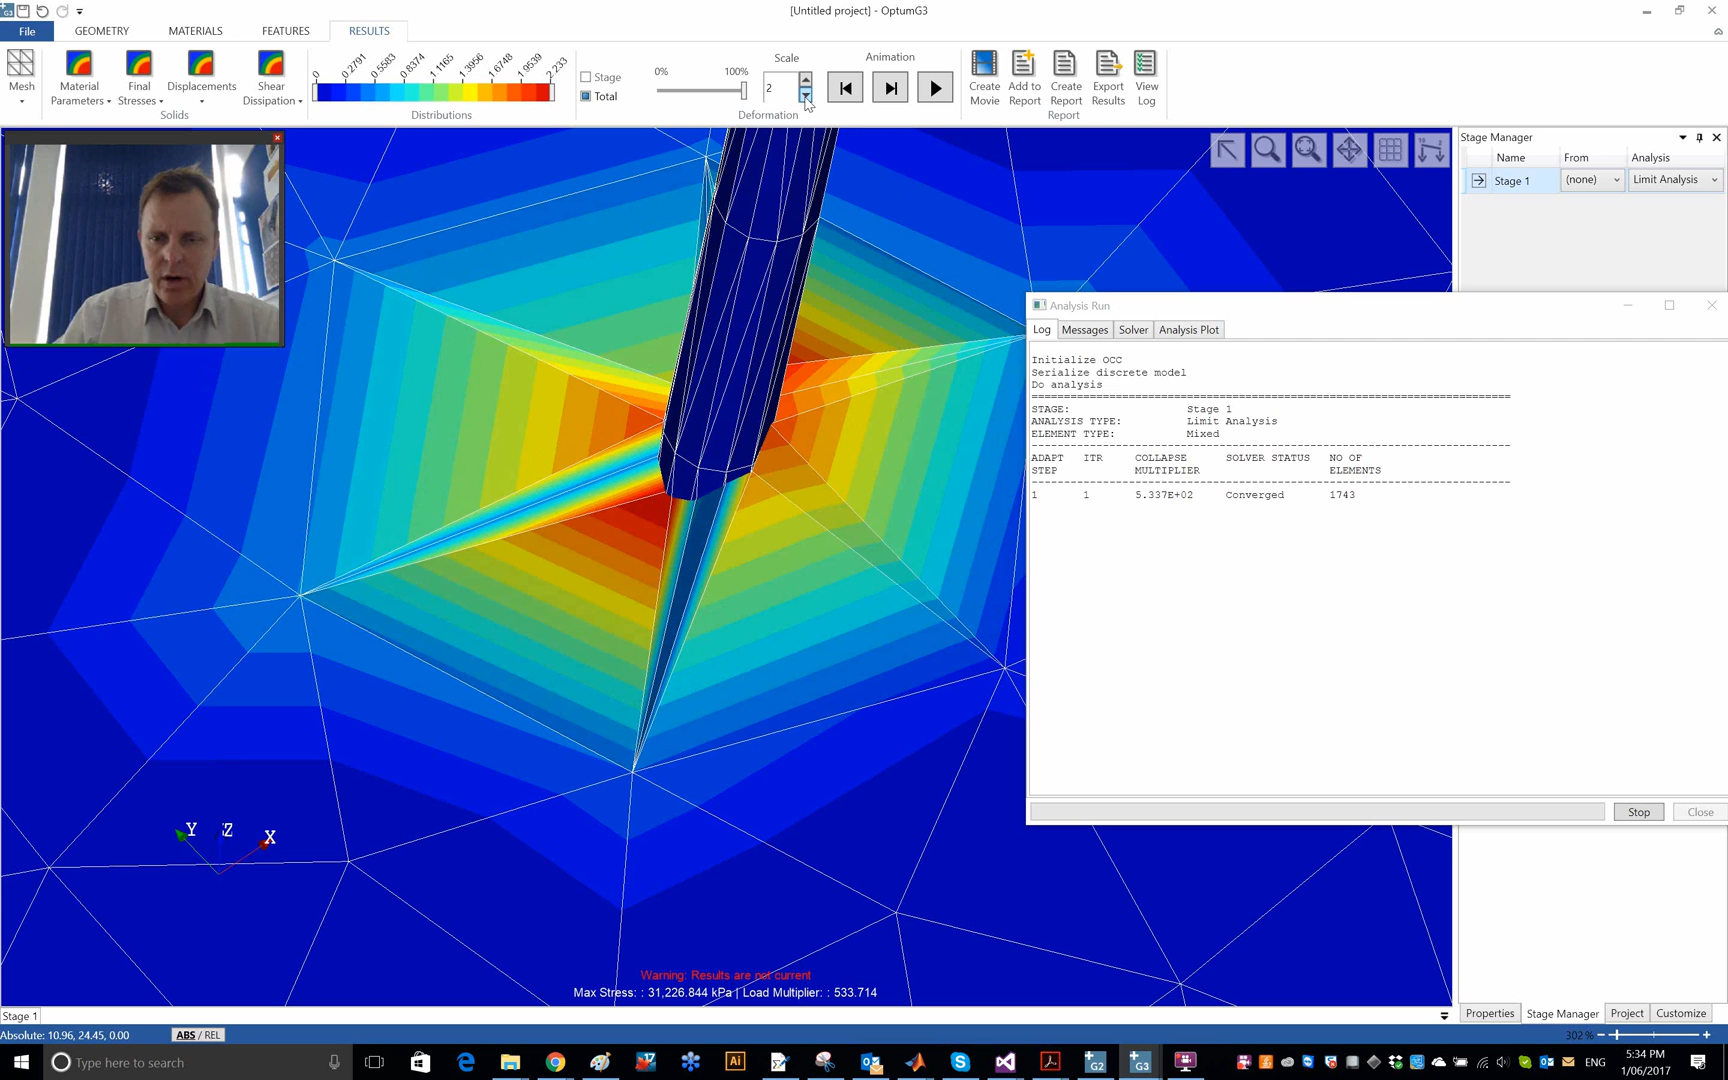 [Untitled project] - OptumG3
File
GEOMETRY
MATERIALS
FEATURES
RESULTS
Mesh
Material
Parameters
Final
Stresses
Displacements
Shear
Dissipation
Solids
0
0.2791
0.5583
0.8374
1.1165
1.3956
1.6748
1.9539
2.233
Distributions
Stage
Total
0%
100%
Scale
2
Deformation
Animation
Create
Movie
Add to
Report
Create
Report
Export
Results
View
Log
Report
Stage Manager
Name From Analysis
Stage 1 (none) Limit Analysis
Analysis Run
Log Messages Solver Analysis Plot
Initialize OCC
Serialize discrete model
Do analysis
STAGE: Stage 1
ANALYSIS TYPE: Limit Analysis
ELEMENT TYPE: Mixed
ADAPT ITR COLLAPSE SOLVER STATUS NO OF
STEP MULTIPLIER ELEMENTS
1 1 5.337E+02 Converged 1743
Stop
Close
Y Z X
Warning: Results are not current
Max Stress: : 31,226.844 kPa | Load Multiplier: : 533.714
Stage 1
Properties Stage Manager Project Customize
Absolute: 10.96, 24.45, 0.00
ABS / REL
302 %
Type here to search
17
Ai
G2
G3
ENG
5:34 PM
1/06/2017